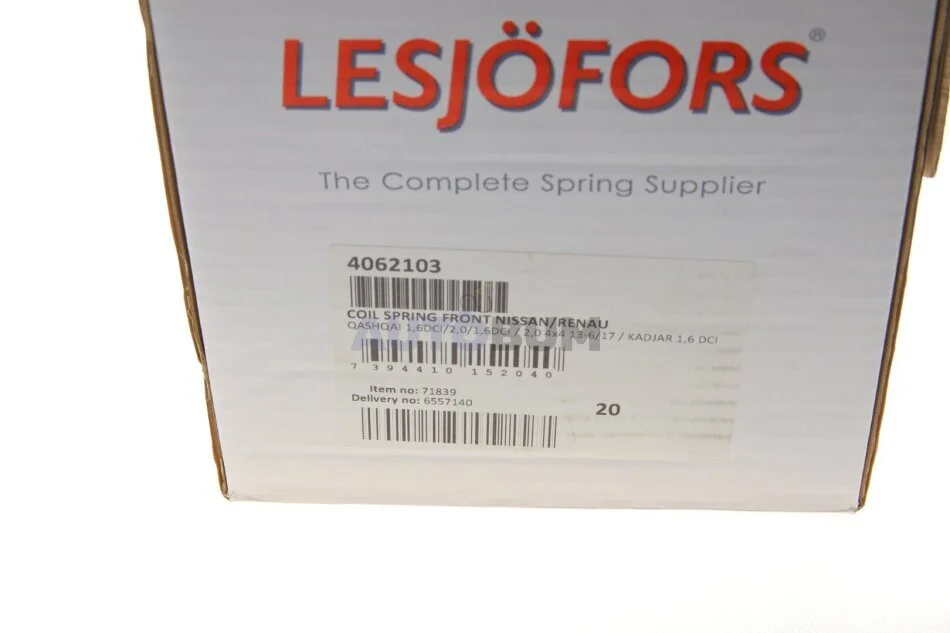 LESJÖFORS®
The Complete Spring Supplier
4062103
COIL SPRING FRONT NISSAN/RENAU
QASHQAI 1,6DCI/2,0/1,6DCI / 2,0 4x4 13-6/17 / KADJAR 1,6 DCI
AUTOBUM
7 394410 152040
Item no: 71839
Delivery no: 6557140
20